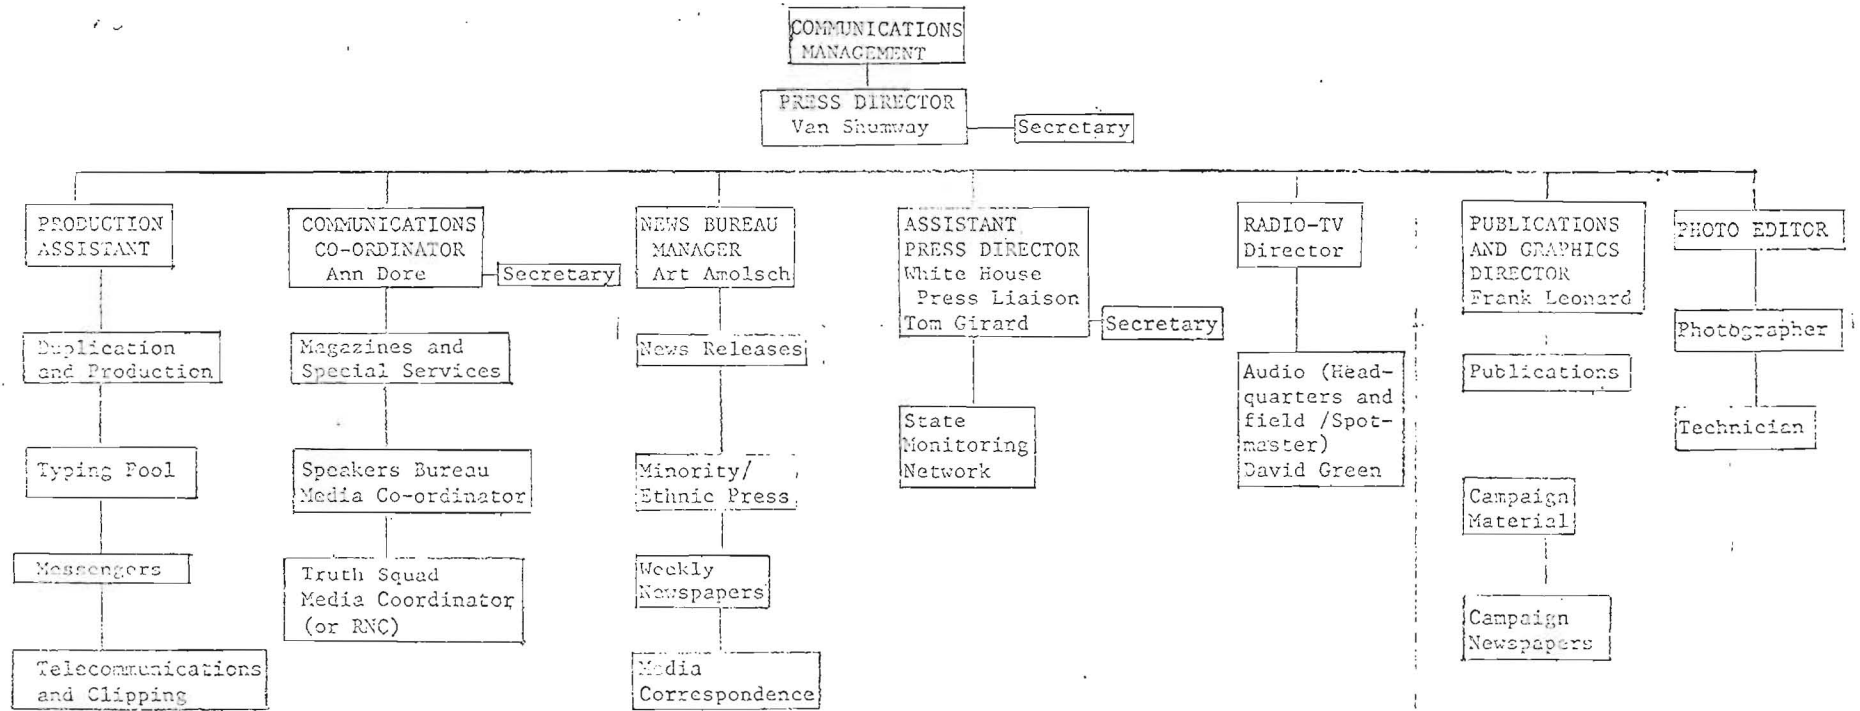 COMMUNICATIONS
MANAGEMENT
PRESS DIRECTOR
Van Shumway
Secretary
PRODUCTION
ASSISTANT
Duplication
and Production
Typing Pool
Messengers
Telecommunications
and Clipping
COMMUNICATIONS
CO-ORDINATOR
Ann Dore
Secretary
Magazines and
Special Services
Speakers Bureau
Media Co-ordinator
Truth Squad
Media Coordinator
(or RNC)
NEWS BUREAU
MANAGER
Art Amolsch
News Releases
Minority/
Ethnic Press
Weekly
Newspapers
Media
Correspondence
ASSISTANT
PRESS DIRECTOR
White House
Press Liaison
Tom Girard
Secretary
State
Monitoring
Network
RADIO-TV
Director
Audio (Head-
quarters and
field /Spot-
master)
David Green
PUBLICATIONS
AND GRAPHICS
DIRECTOR
Frank Leonard
Publications
Campaign
Material
Campaign
Newspapers
PHOTO EDITOR
Photographer
Technician